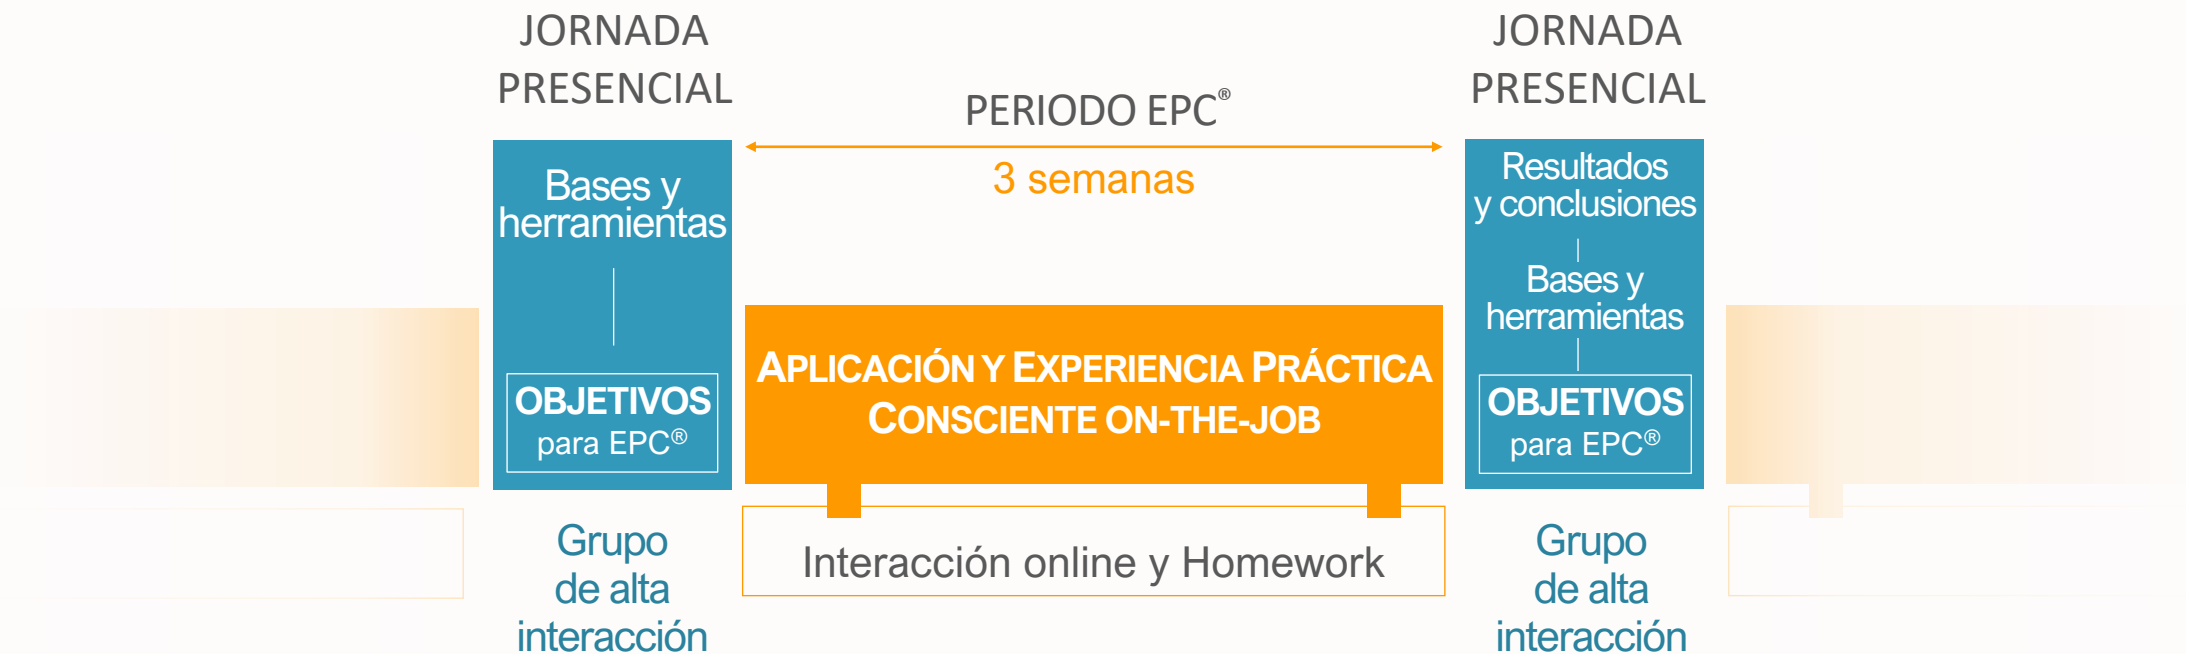 JORNADA
PRESENCIAL
Bases y
herramientas
OBJETIVOS
para EPC®
Grupo
de alta
interacción
PERIODO EPC®
3 semanas
APLICACIÓN Y EXPERIENCIA PRÁCTICA
CONSCIENTE ON-THE-JOB
Interacción online y Homework
JORNADA
PRESENCIAL
Resultados
y conclusiones
Bases y
herramientas
OBJETIVOS
para EPC®
Grupo
de alta
interacción